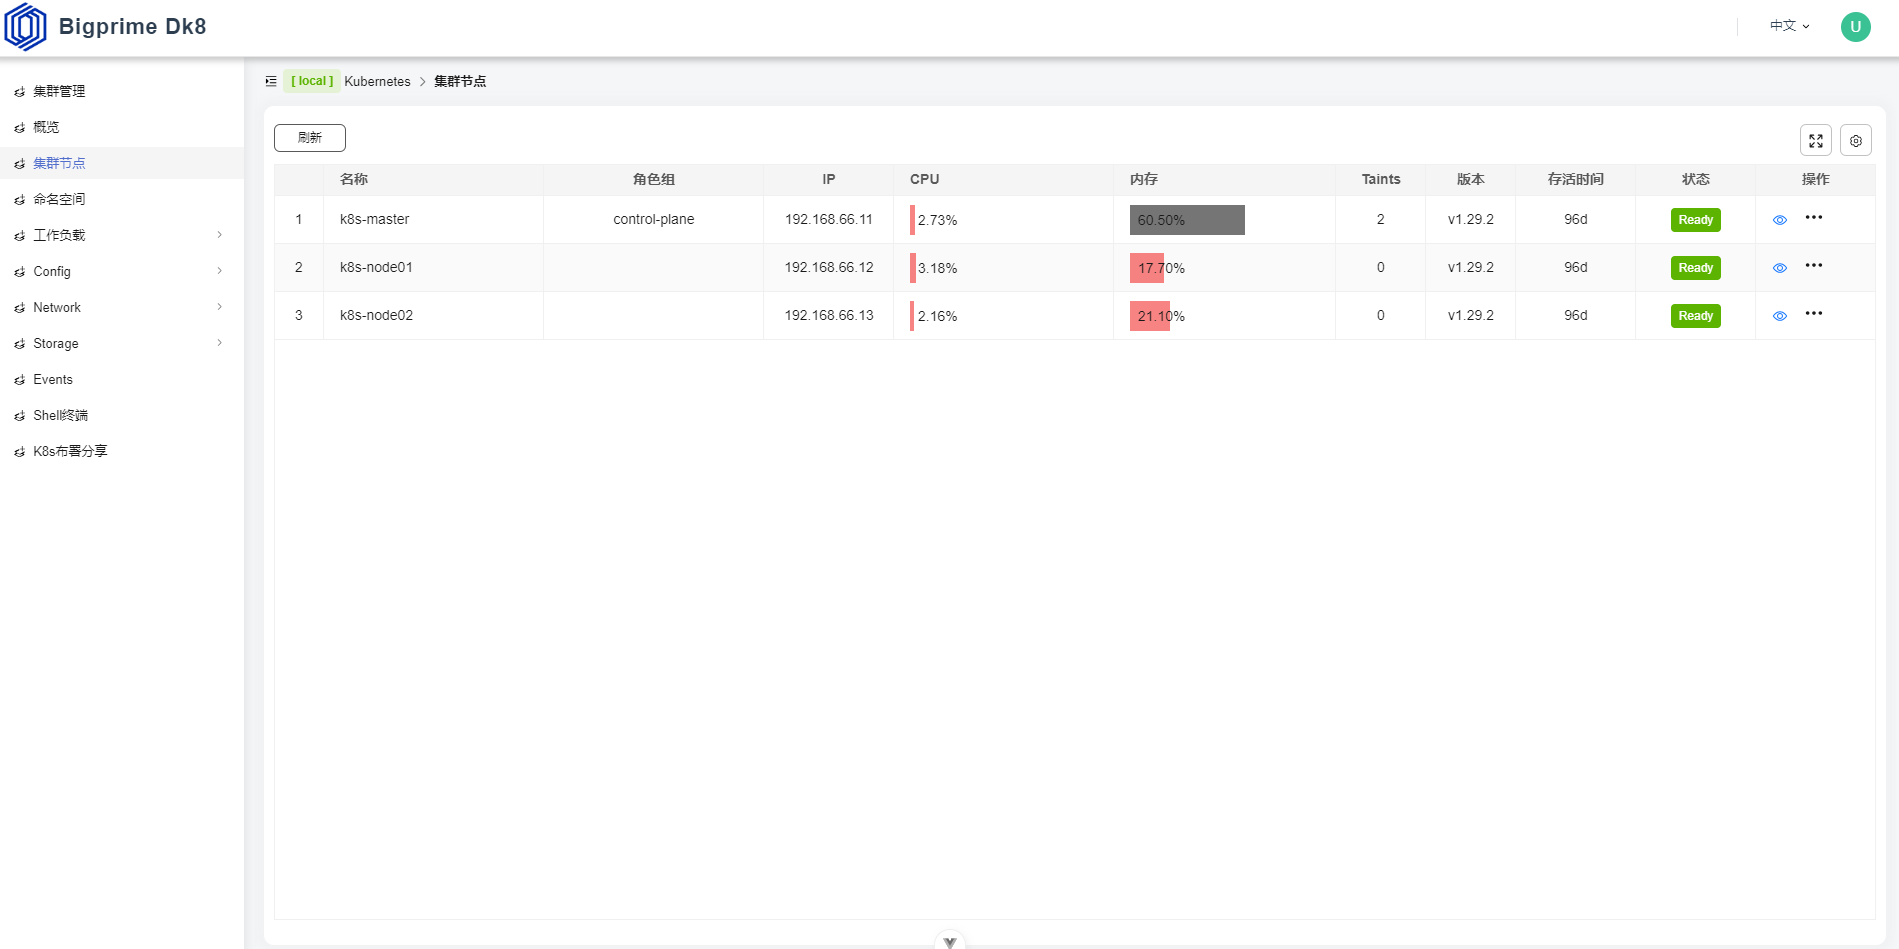 Bigprime Dk8
中文
U
集群管理
概览
集群节点
命名空间
工作负载
Config
Network
Storage
Events
Shell终端
K8s布署分享
[ local ] Kubernetes > 集群节点
刷新
名称 角色组 IP CPU 内存 Taints 版本 存活时间 状态 操作
1 k8s-master control-plane 192.168.66.11 2.73% 60.50% 2 v1.29.2 96d Ready
2 k8s-node01 192.168.66.12 3.18% 17.70% 0 v1.29.2 96d Ready
3 k8s-node02 192.168.66.13 2.16% 21.10% 0 v1.29.2 96d Ready